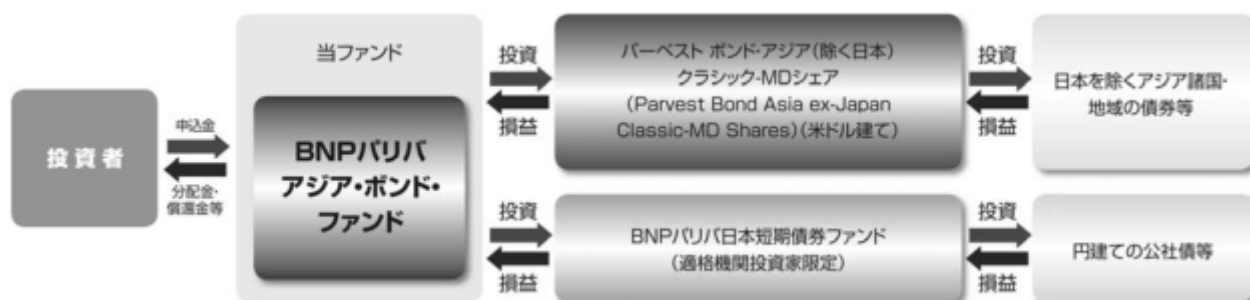 投資者
申込金
分配金・
償還金等
当ファンド
BNPパリバ
アジア・ボンド・
ファンド
投資
損益
パーベスト ボンド・アジア(除く日本)
クラシック-MDシェア
(Parvest Bond Asia ex-Japan
Classic-MD Shares)(米ドル建て)
投資
損益
日本を除くアジア諸国・
地域の債券等
投資
損益
BNPパリバ日本短期債券ファンド
(適格機関投資家限定)
投資
損益
円建ての公社債等